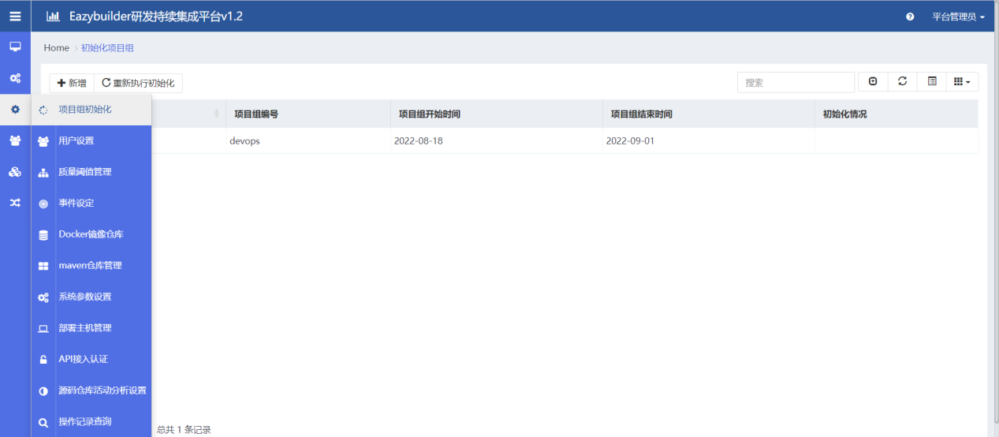 Eazybuilder研发持续集成平台v1.2
平台管理员
Home > 初始化项目组
新增
重新执行初始化
搜索
项目组初始化
项目组编号
项目组开始时间
项目组结束时间
初始化情况
用户设置
devops
2022-08-18
2022-09-01
质量阈值管理
事件设定
Docker镜像仓库
maven仓库管理
系统参数设置
部署主机管理
API接入认证
源码仓库活动分析设置
操作记录查询
总共 1 条记录